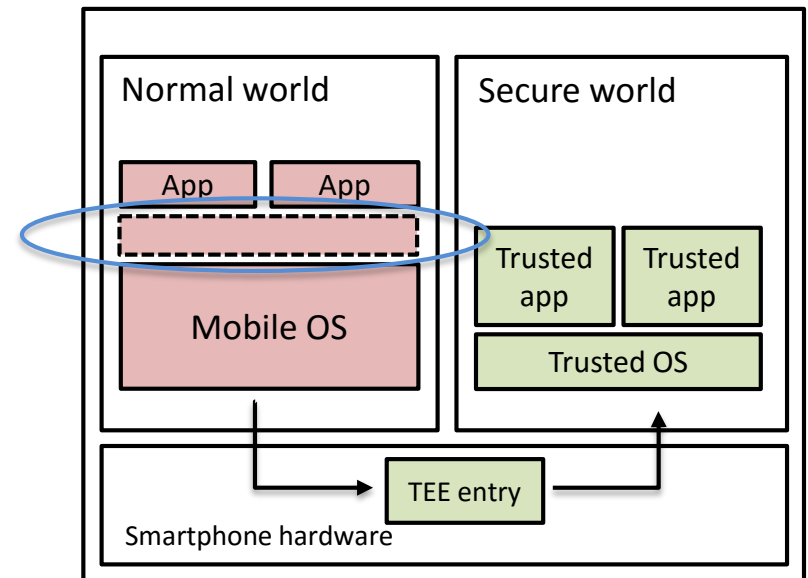 Normal world
Secure world
App
App
Mobile OS
Trusted
app
Trusted
app
Trusted OS
TEE entry
Smartphone hardware